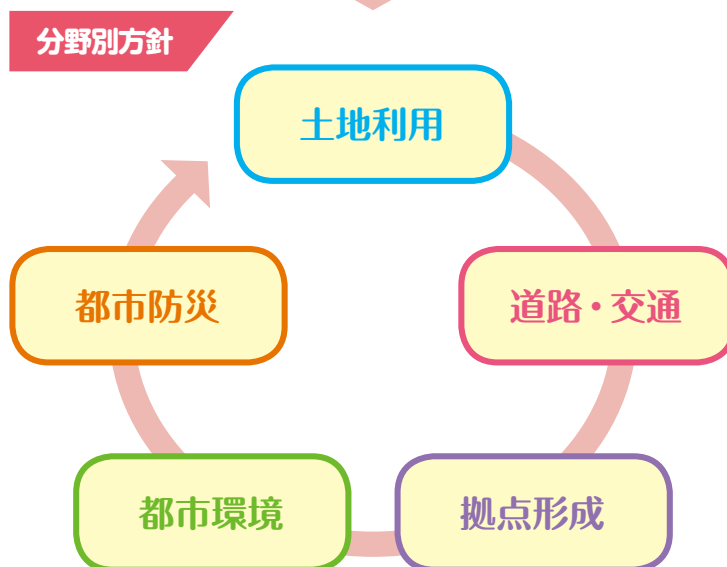 分野別方針
土地利用
道路・交通
拠点形成
都市環境
都市防災